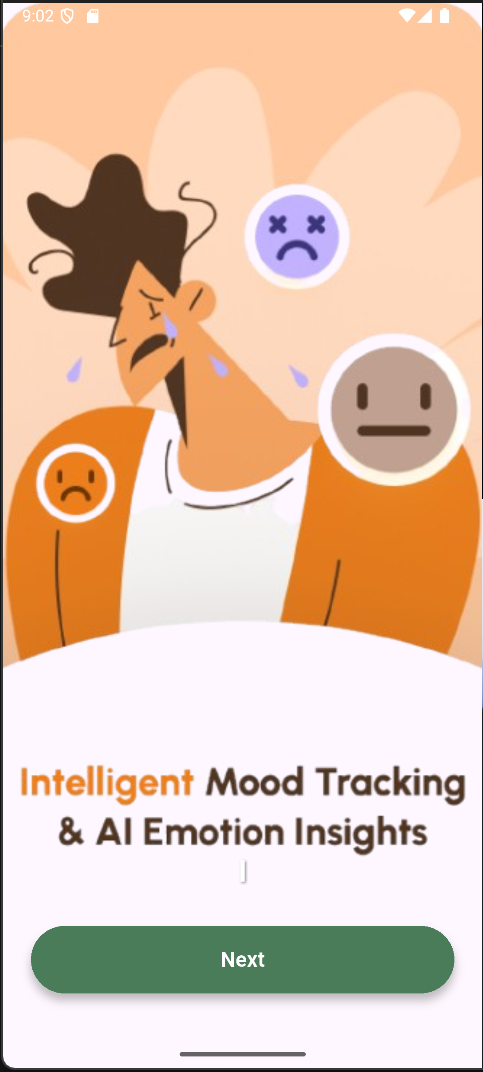 9:02
Intelligent Mood Tracking
& AI Emotion Insights
Next